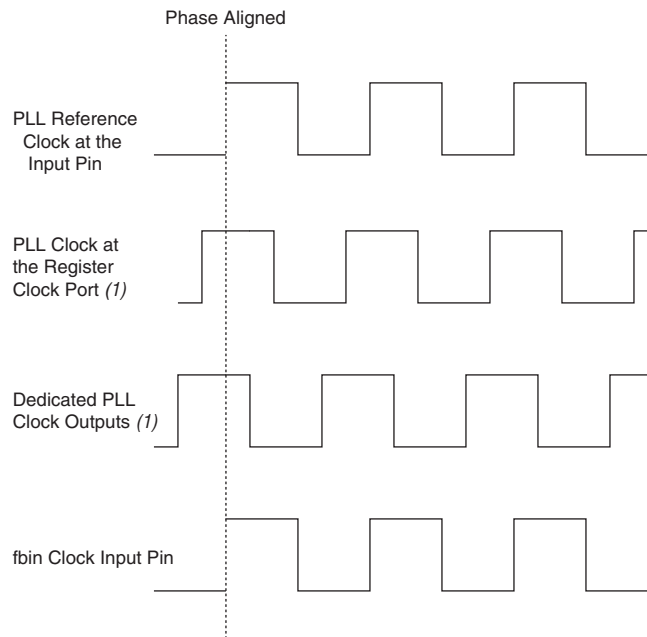 Phase Aligned
PLL Reference
Clock at the
Input Pin
PLL Clock at
the Register
Clock Port (1)
Dedicated PLL
Clock Outputs (1)
fbin Clock Input Pin